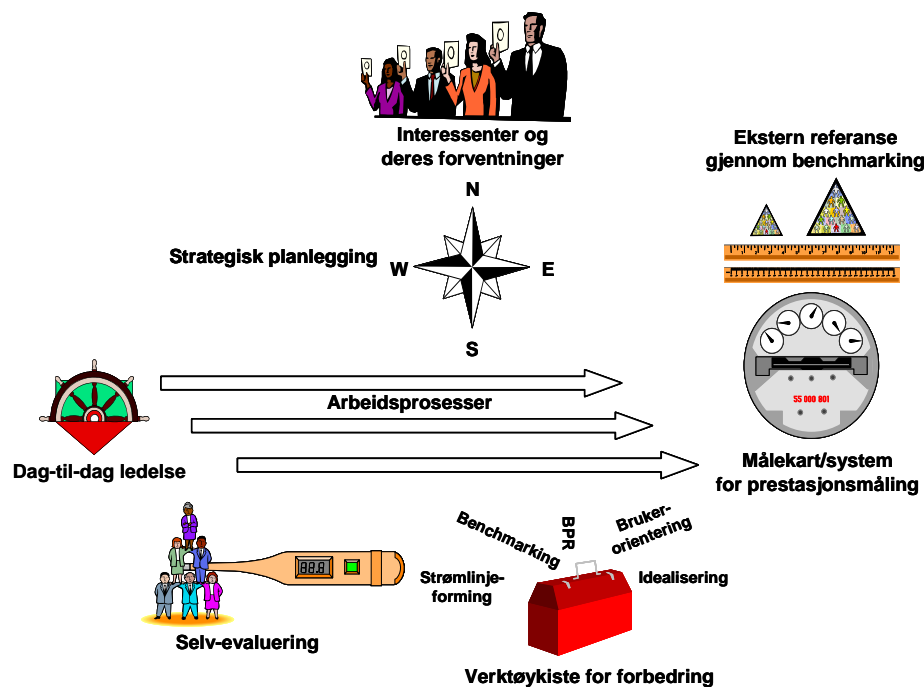 Interessenter og
deres forventninger
Ekstern referanse
gjennom benchmarking
N
Strategisk planlegging
W
E
S
Arbeidsprosesser
55 000 801
Dag-til-dag ledelse
Målekart/system
for prestasjonsmåling
Benchmarking
BPR
Bruker-
orientering
88.8
Strømlinje-
forming
Idealisering
Selv-evaluering
Verktøykiste for forbedring